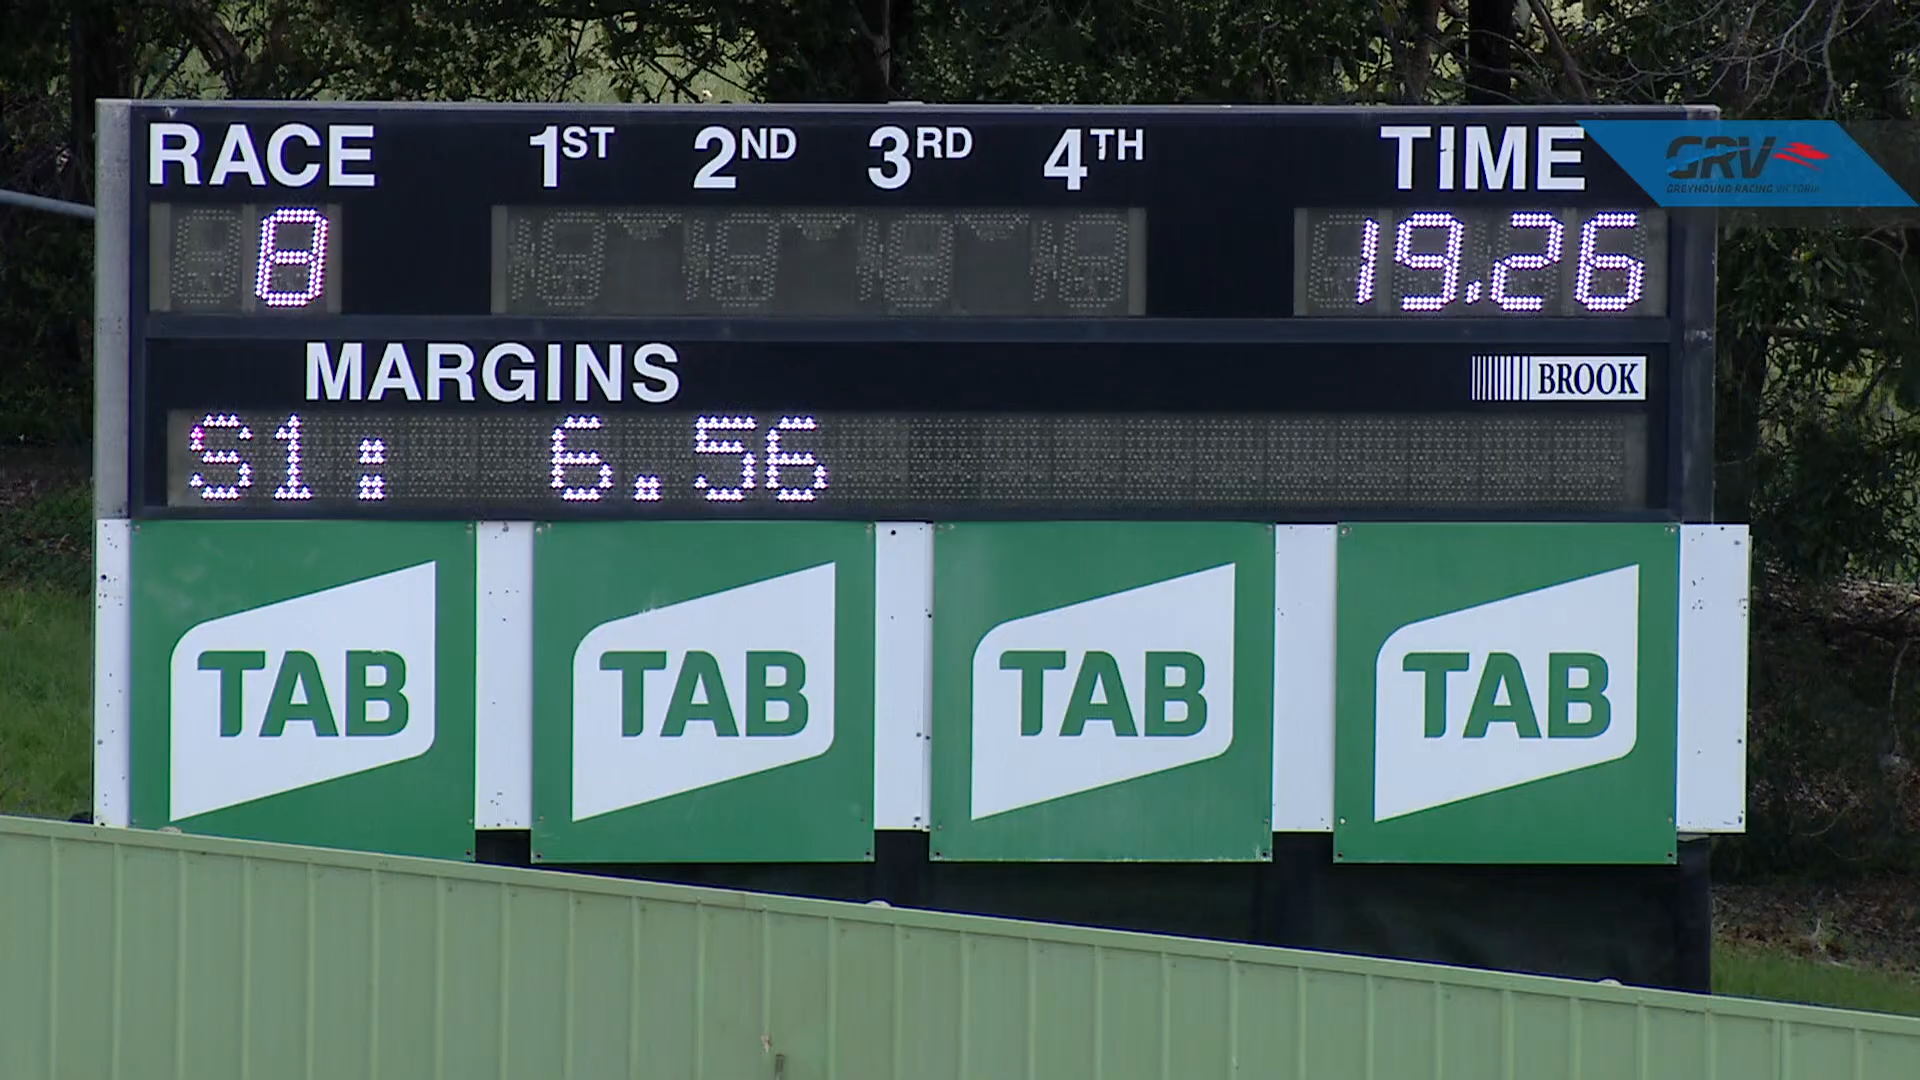 RACE 1ST 2ND 3RD 4TH TIME
GRV
GREYHOUND RACING VICTORIA
8 19.26
MARGINS BROOK
S1: 6.56
TAB TAB TAB TAB